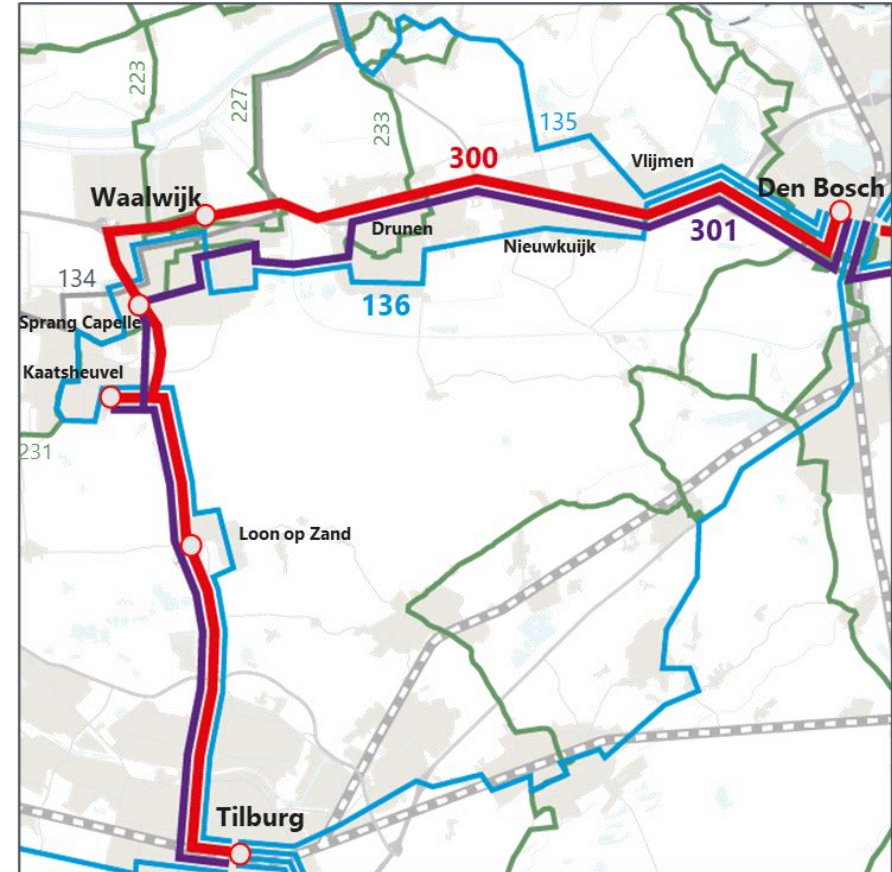 223
227
233
135
300
Vlijmen
Waalwijk
Den Bosch
Drunen
301
Nieuwkuijk
134
136
Sprang Capelle
Kaatsheuvel
231
Loon op Zand
Tilburg